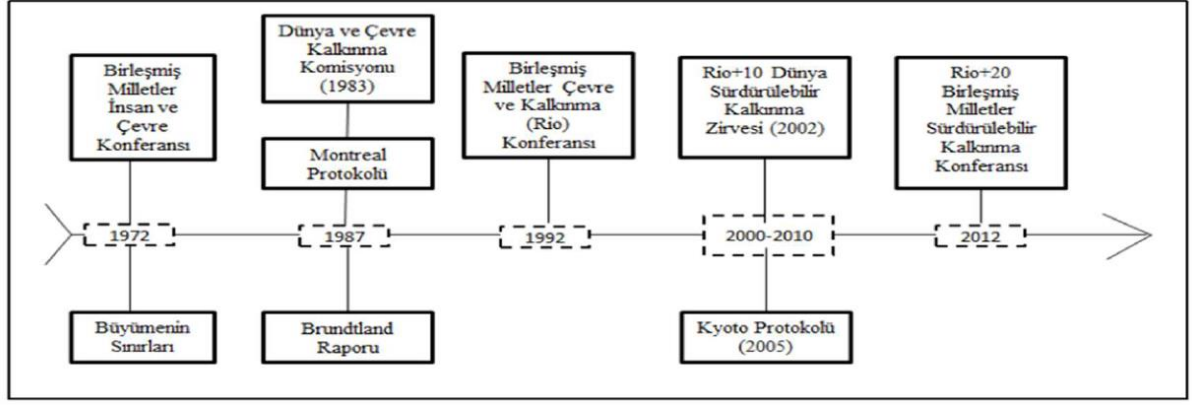 Birleşmiş
Milletler
İnsan ve
Çevre
Konferansı
1972
Büyümenin
Sınırları
Dünya ve Çevre
Kalkınma
Komisyonu
(1983)
Montreal
Protokolü
1987
Brundtland
Raporu
Birleşmiş
Milletler Çevre
ve Kalkınma
(Rio)
Konferansı
1992
Rio+10 Dünya
Sürdürülebilir
Kalkınma
Zirvesi (2002)
2000-2010
Kyoto Protokolü
(2005)
Rio+20
Birleşmiş
Milletler
Sürdürülebilir
Kalkınma
Konferansı
2012